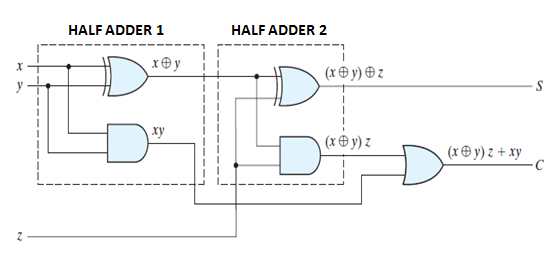 HALF ADDER 1
HALF ADDER 2
x
x ⊕ y
(x ⊕ y) ⊕ z
y
S
xy
(x ⊕ y) z
(x ⊕ y) z + xy
C
z